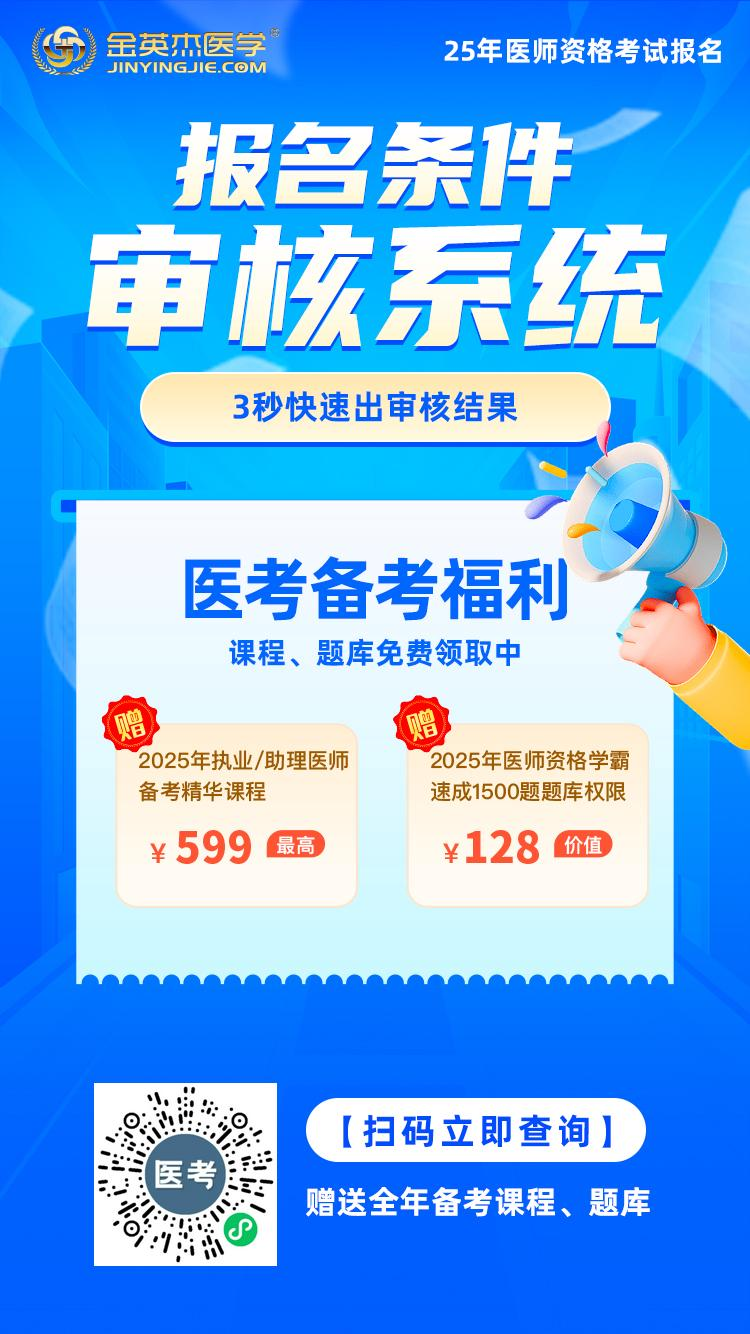 金英杰医学®
JINYINGJIE.COM
25年医师资格考试报名
报名条件
审核系统
3秒快速出审核结果
医考备考福利
课程、题库免费领取中
赠
2025年执业/助理医师
备考精华课程
¥ 599 最高
赠
2025年医师资格学霸
速成1500题题库权限
¥ 128 价值
医考
【扫码立即查询】
赠送全年备考课程、题库